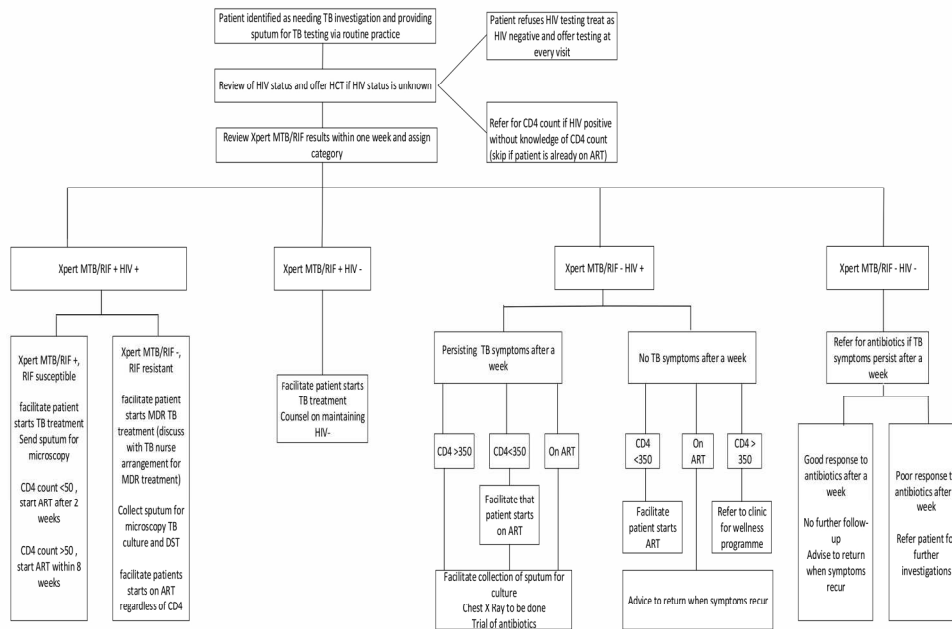 Patient identified as needing TB investigation and providing
sputum for TB testing via routine practice
Patient refuses HIV testing treat as
HIV negative and offer testing at
every visit
Review of HIV status and offer HCT if HIV status is unknown
Refer for CD4 count if HIV positive
without knowledge of CD4 count
(skip if patient is already on ART)
Review Xpert MTB/RIF results within one week and assign
category
Xpert MTB/RIF + HIV +
Xpert MTB/RIF + HIV -
Xpert MTB/RIF - HIV +
Xpert MTB/RIF - HIV -
Xpert MTB/RIF +,
RIF susceptible
facilitate patient
starts TB treatment
Send sputum for
microscopy
CD4 count <50 ,
start ART after 2
weeks
CD4 count >50 ,
start ART within 8
weeks
Xpert MTB/RIF -,
RIF resistant
facilitate patient
starts MDR TB
treatment (discuss
with TB nurse
arrangement for
MDR treatment)
Collect sputum for
microscopy TB
culture and DST
facilitate patients
starts on ART
regardless of CD4
Facilitate patient starts
TB treatment
Counsel on maintaining
HIV-
Persisting TB symptoms after a
week
No TB symptoms after a week
CD4 >350
CD4<350
On ART
Facilitate that
patient starts
on ART
Facilitate collection of sputum for
culture
Chest X Ray to be done
Trial of antibiotics
CD4
<350
On
ART
CD4 >
350
Facilitate
patient starts
ART
Refer to clinic
for wellness
programme
Advice to return when symptoms recur
Refer for antibiotics if TB
symptoms persist after a
week
Good response to
antibiotics after a
week
No further follow-
up
Advise to return
when symptoms
recur
Poor response t
antibiotics after
week
Refer patient fo
further
investigations